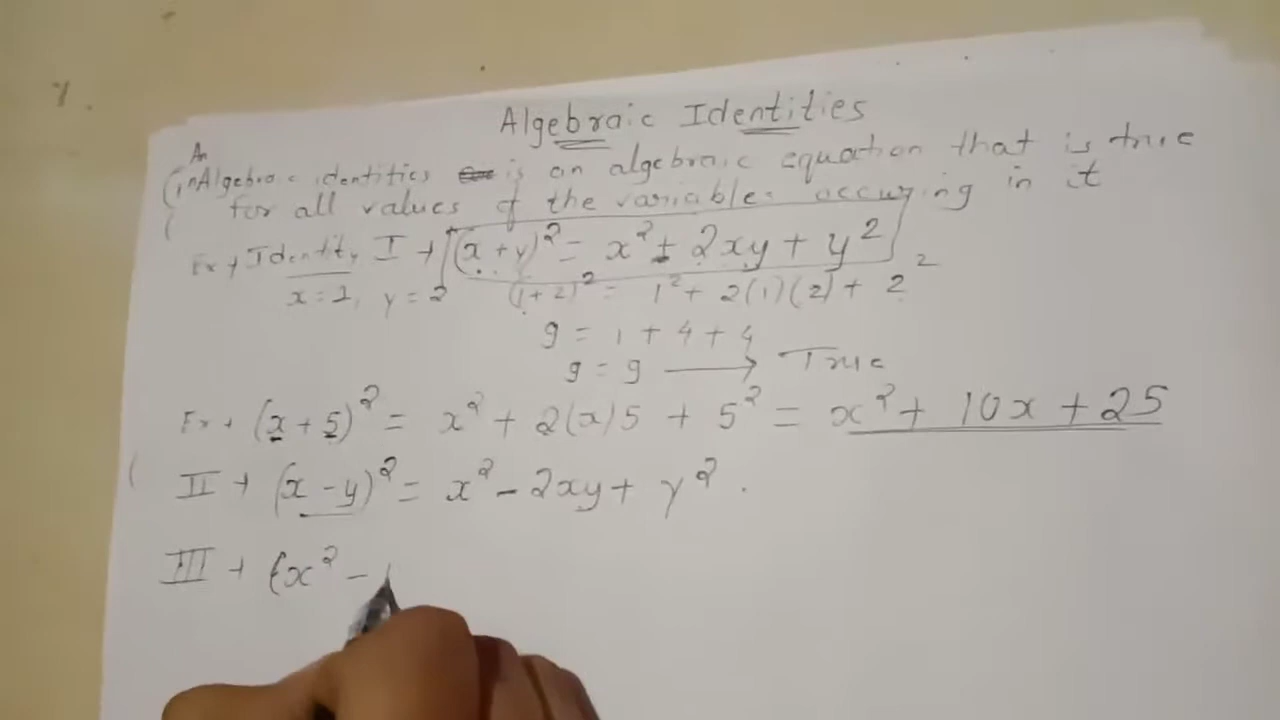 Algebraic Identities
An
Algebraic identities is an algebraic equation that is true
for all values of the variables occuring in it
Ex → Identity I → (x + y)² = x² + 2xy + y²
x = 1, y = 2 (1 + 2)² = 1² + 2(1)(2) + 2²
9 = 1 + 4 + 4
9 = 9 → True
Ex → (x + 5)² = x² + 2(x)5 + 5² = x² + 10x + 25
II → (x - y)² = x² - 2xy + y².
III → (x² -